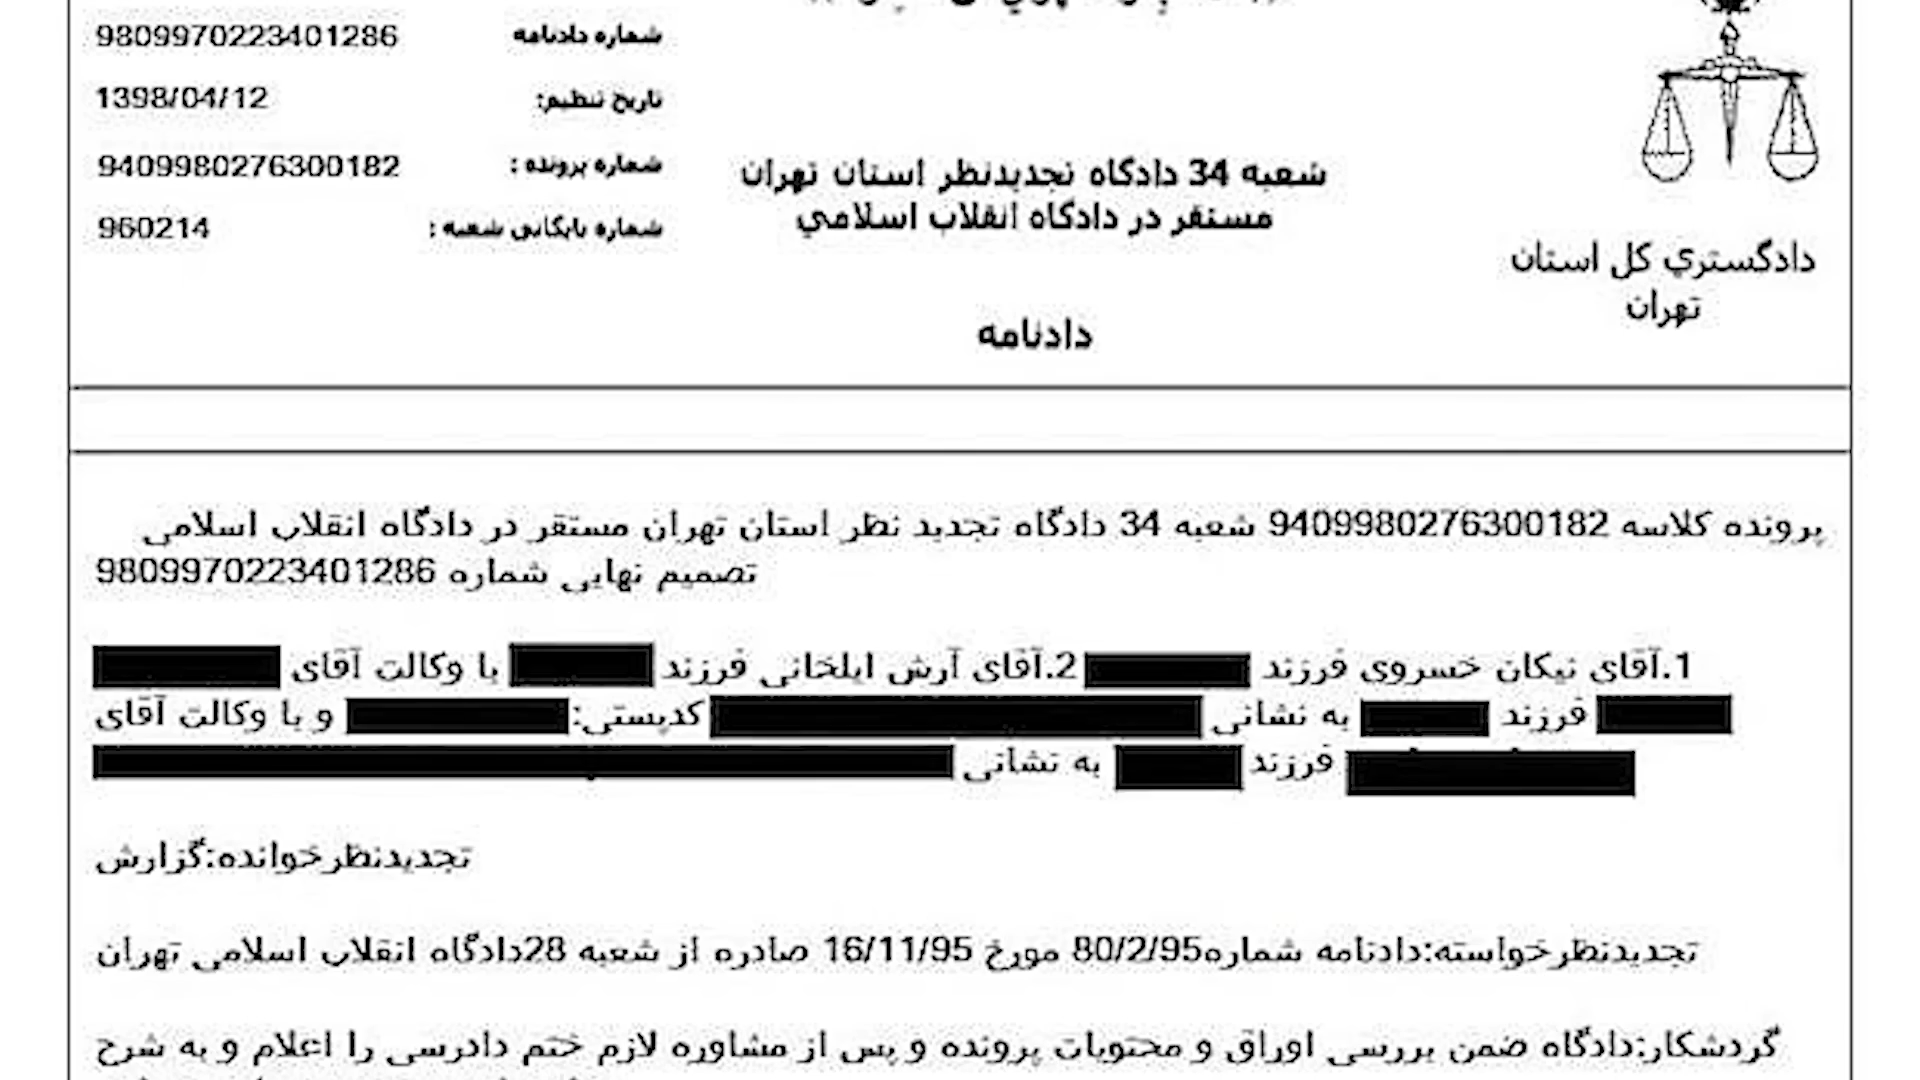 شماره دادنامه 9809970223401286
تاریخ تنظیم: 1398/04/12
شماره پرونده : 9409980276300182
شماره بایگانی شعبه : 960214
شعبه 34 دادگاه تجدیدنظر استان تهران
مستقر در دادگاه انقلاب اسلامي
دادگستري کل استان
تهران
دادنامه
پرونده کلاسه 9409980276300182 شعبه 34 دادگاه تجدید نظر استان تهران مستقر در دادگاه انقلاب اسلامی
تصمیم نهایی شماره 9809970223401286
1.آقای نیکان خسروی فرزند 2.آقای آرش ایلخانی فرزند با وکالت آقای
فرزند به نشانی کدپستی: و با وکالت آقای
فرزند به نشانی
تجدیدنظرخوانده:گزارش
تجدیدنظرخواسته:دادنامه شماره80/2/95 مورخ 16/11/95 صادره از شعبه 28دادگاه انقلاب اسلامی تهران
گردشکار:دادگاه ضمن بررسی اوراق و محتویات پرونده و پس از مشاوره لازم ختم دادرسی را اعلام و به شرح